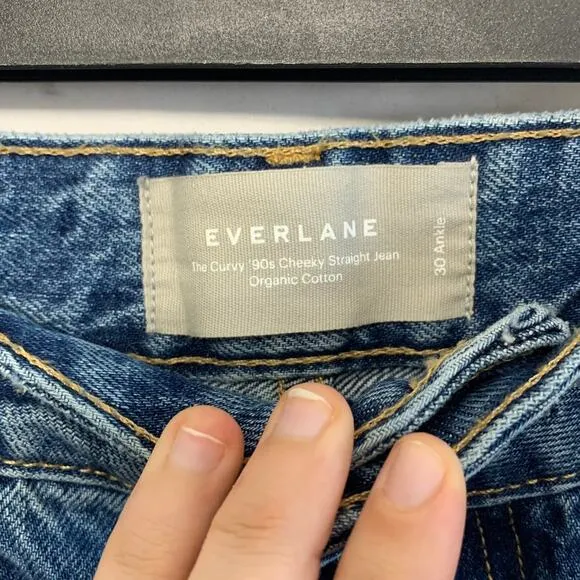 EVERLANE
The Curvy '90s Cheeky Straight Jean
Organic Cotton
30 Ankle